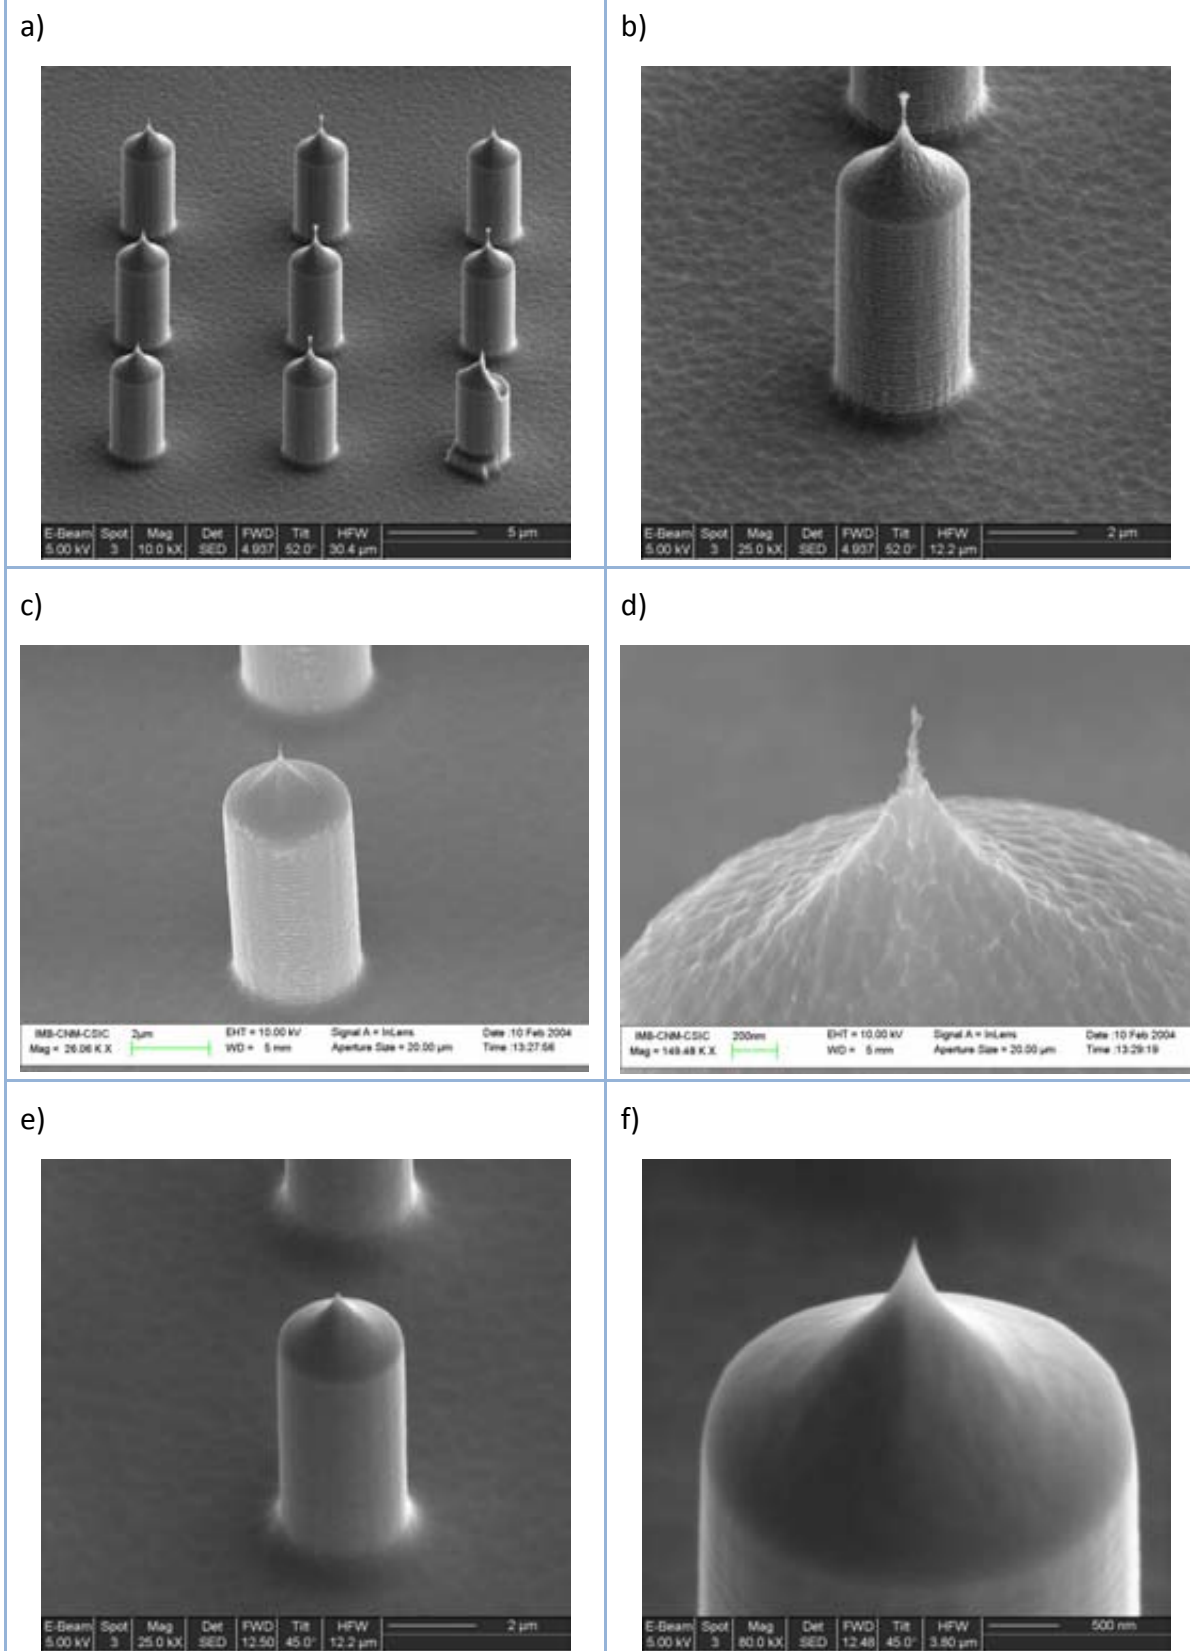 a)
E-Beam Spot Mag Det FWD Tilt HFW 5 µm
5.00 kV 3 10.0 kX SED 4.937 52.0° 30.4 µm
b)
E-Beam Spot Mag Det FWD Tilt HFW 2 µm
5.00 kV 3 25.0 kX SED 4.937 52.0° 12.2 µm
c)
IMB-CNM-CSIC 2µm EHT = 10.00 kV Signal A = InLens Date :10 Feb 2004
Mag = 26.06 K X WD = 5 mm Aperture Size = 20.00 µm Time :13:27:56
d)
IMB-CNM-CSIC 200nm EHT = 10.00 kV Signal A = InLens Date :10 Feb 2004
Mag = 149.48 K X WD = 5 mm Aperture Size = 20.00 µm Time :13:29:19
e)
E-Beam Spot Mag Det FWD Tilt HFW 2 µm
5.00 kV 3 25.0 kX SED 12.50 45.0° 12.2 µm
f)
E-Beam Spot Mag Det FWD Tilt HFW 500 nm
5.00 kV 3 80.0 kX SED 12.48 45.0° 3.80 µm